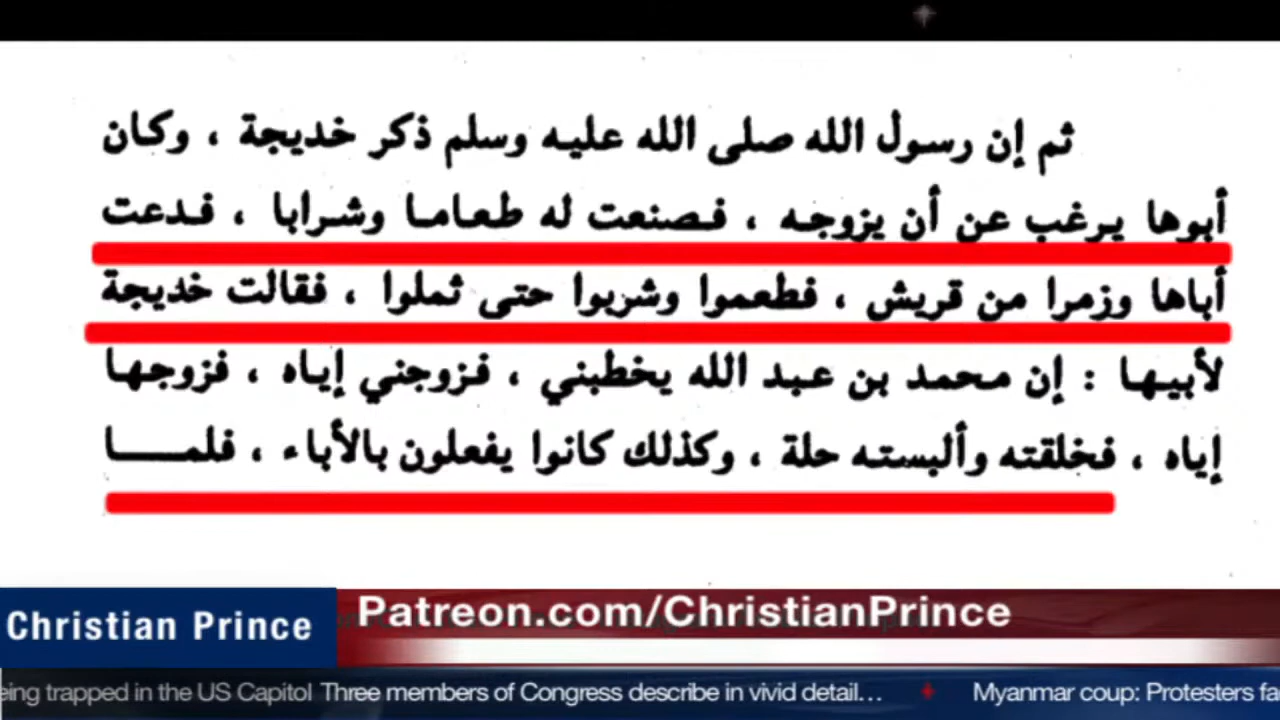 ثم إن رسول الله صلى الله عليه وسلم ذكر خديجة ، وكان
أبوها يرغب عن أن يزوجه ، فصنعت له طعاما وشرابا ، فدعت
أباها وزمرا من قريش ، فطعموا وشربوا حتى ثملوا ، فقالت خديجة
لأبيها : إن محمد بن عبد الله يخطبني ، فزوجني إياه ، فزوجها
إياه ، فخلقته وألبسته حلة ، وكذلك كانوا يفعلون بالأباء ، فلمـــا
Christian Prince
Patreon.com/ChristianPrince
eing trapped in the US Capitol Three members of Congress describe in vivid detail… Myanmar coup: Protesters fa